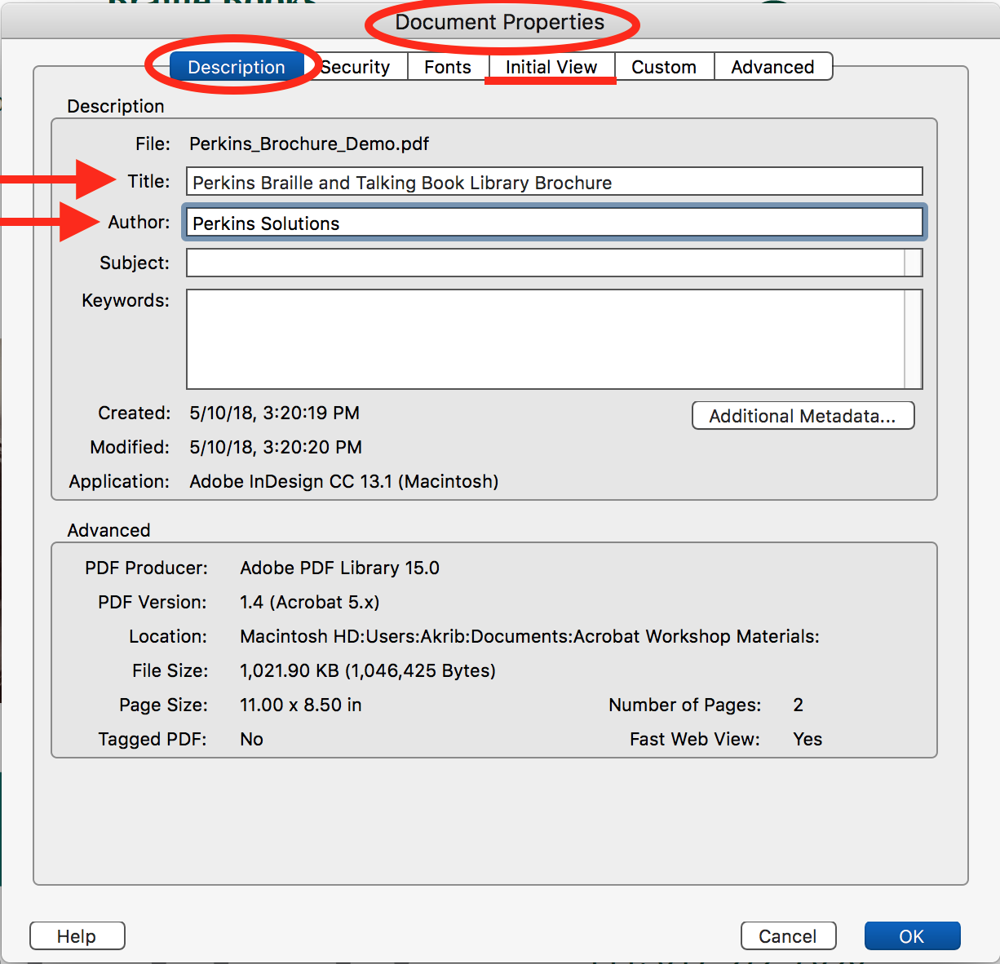 Braille Books
Document Properties
Description Security Fonts Initial View Custom Advanced
Description
File: Perkins_Brochure_Demo.pdf
Title: Perkins Braille and Talking Book Library Brochure
Author: Perkins Solutions
Subject:
Keywords:
Created: 5/10/18, 3:20:19 PM
Additional Metadata...
Modified: 5/10/18, 3:20:20 PM
Application: Adobe InDesign CC 13.1 (Macintosh)
Advanced
PDF Producer: Adobe PDF Library 15.0
PDF Version: 1.4 (Acrobat 5.x)
Location: Macintosh HD:Users:Akrib:Documents:Acrobat Workshop Materials:
File Size: 1,021.90 KB (1,046,425 Bytes)
Page Size: 11.00 x 8.50 in Number of Pages: 2
Tagged PDF: No Fast Web View: Yes
Help Cancel OK